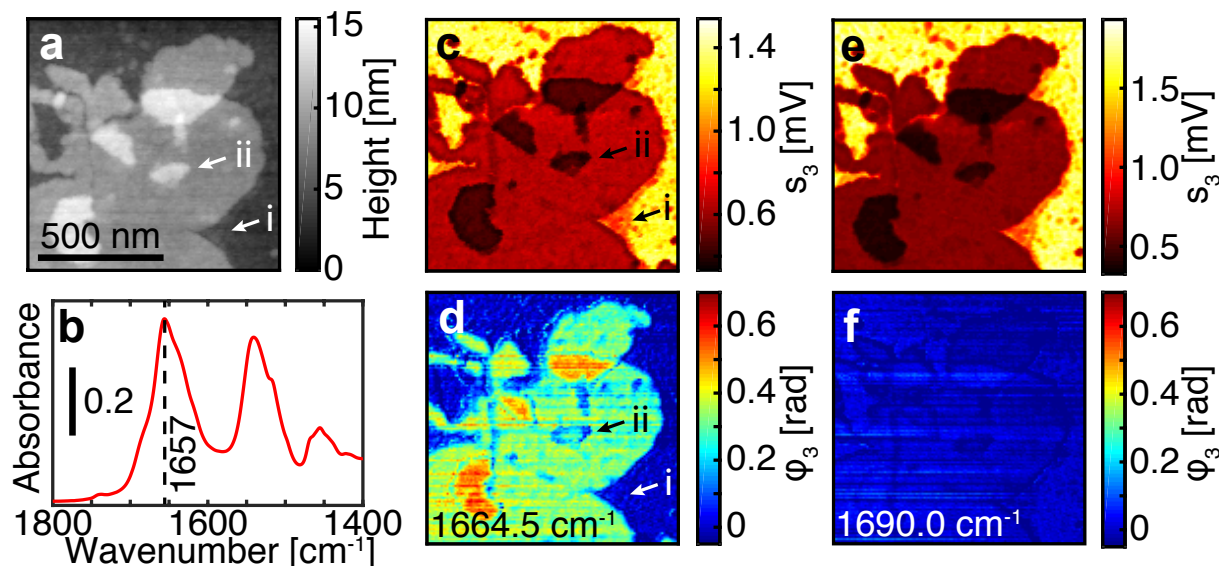 a
ii
i
500 nm
15
10
5
0
Height [nm]
b
Absorbance
0.2
1657
1800
1600
1400
Wavenumber [cm⁻¹]
c
ii
i
1.4
1.0
0.6
s₃ [mV]
d
ii
i
1664.5 cm⁻¹
0.6
0.4
0.2
0
φ₃ [rad]
e
1.5
1.0
0.5
s₃ [mV]
f
1690.0 cm⁻¹
0.6
0.4
0.2
0
φ₃ [rad]